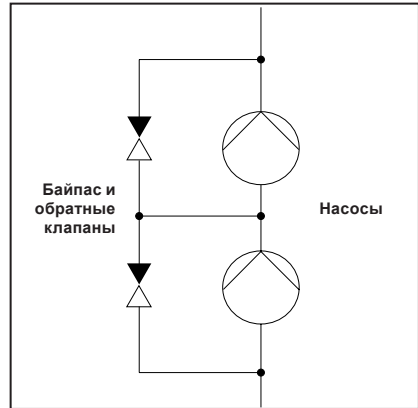 Байпас и
обратные
клапаны
Насосы